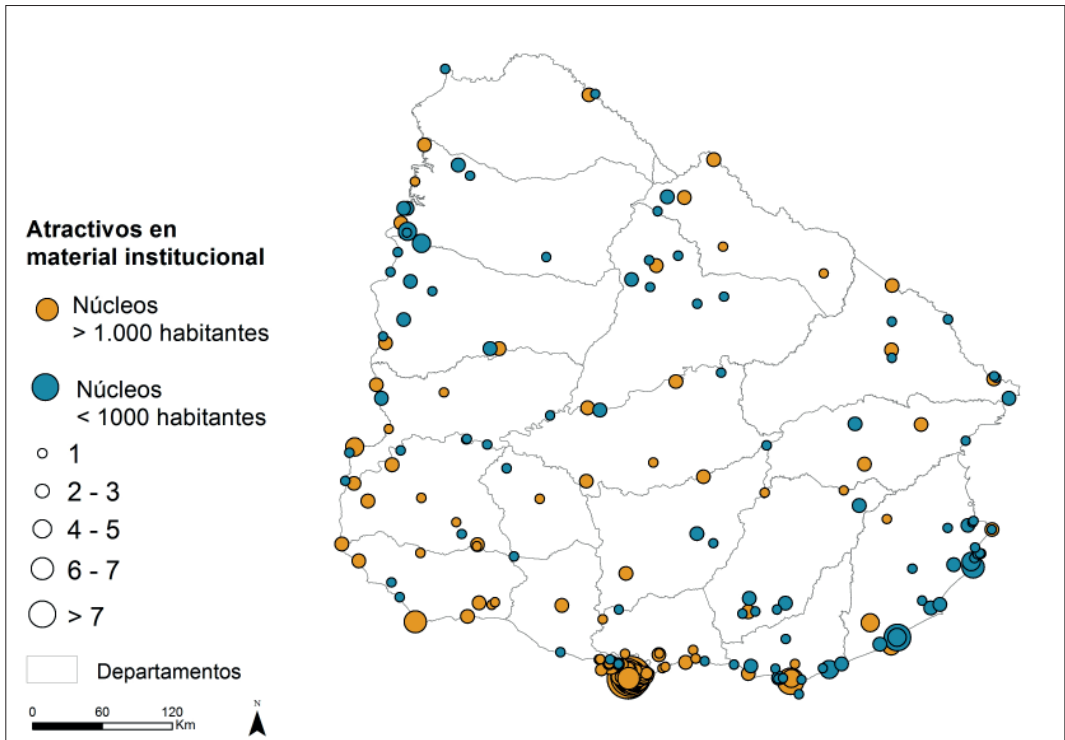 Atractivos en
material institucional
Núcleos
> 1.000 habitantes
Núcleos
< 1000 habitantes
1
2 - 3
4 - 5
6 - 7
> 7
Departamentos
0 60 120
Km
N